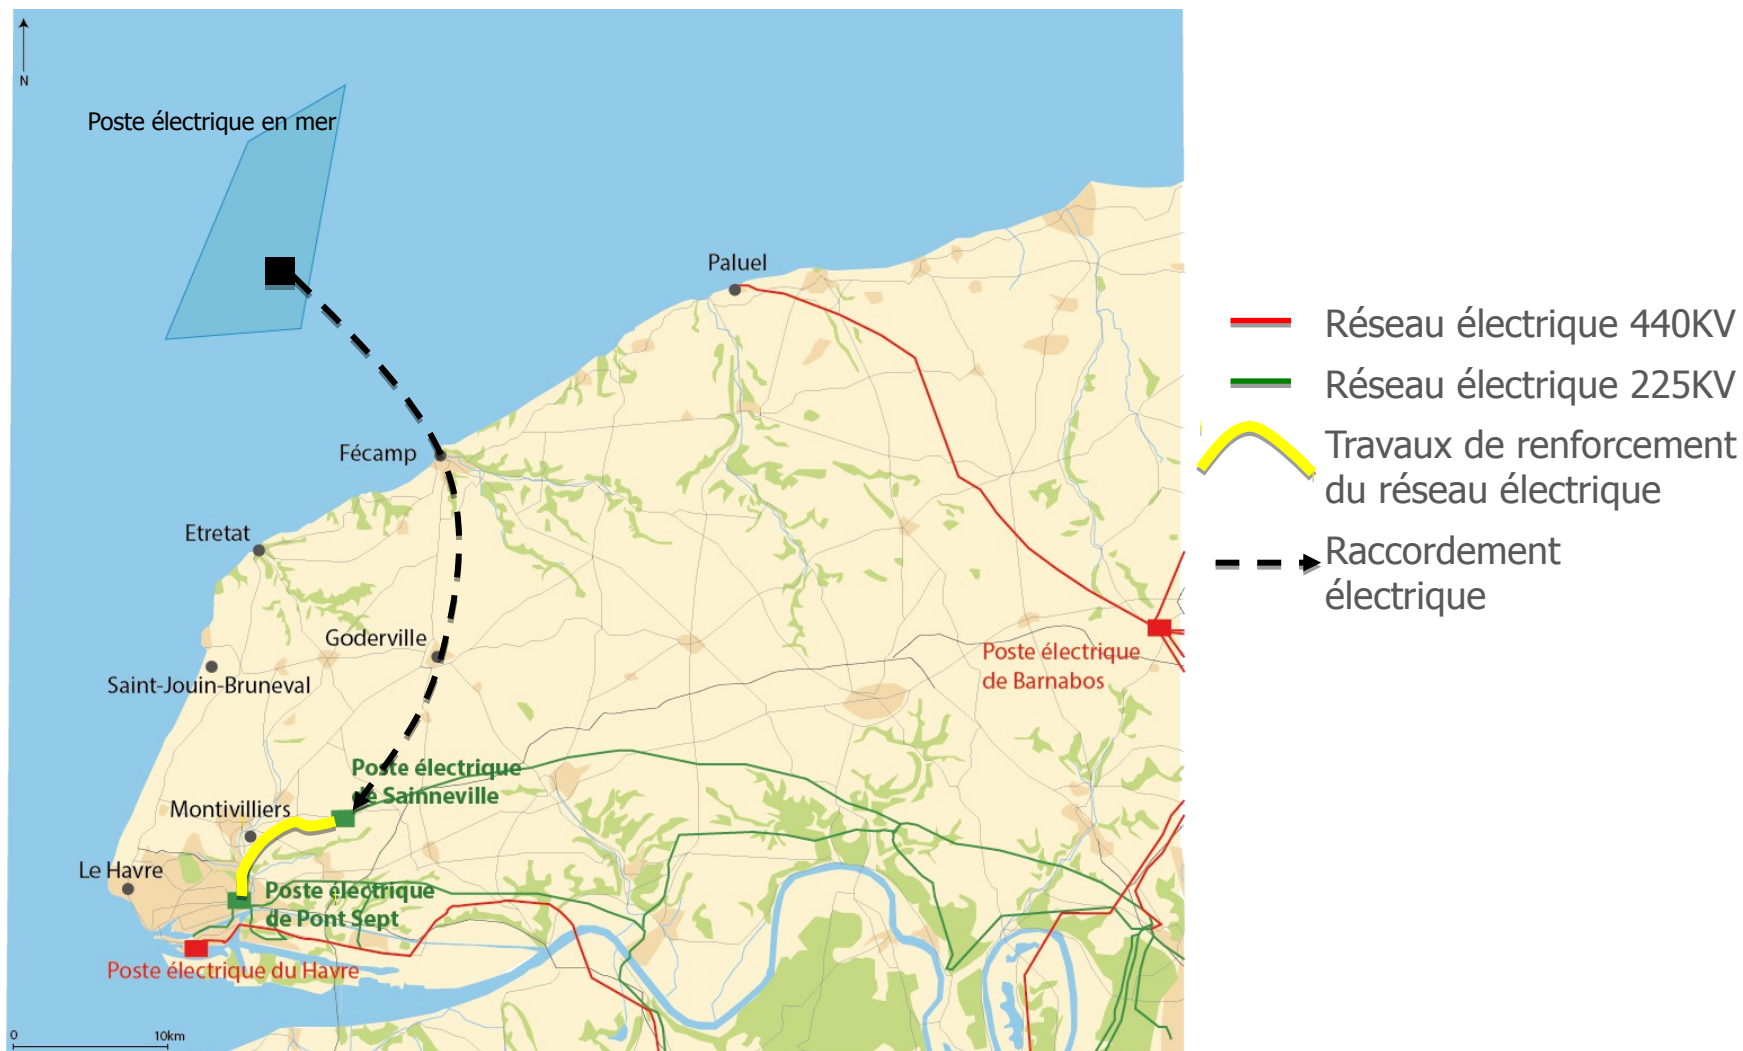 N
Poste électrique en mer
Paluel
Fécamp
Etretat
Goderville
Saint-Jouin-Bruneval
Poste électrique
de Barnabos
Poste électrique
de Sainneville
Montivilliers
Le Havre
Poste électrique
de Pont Sept
Poste électrique du Havre
0
10km
Réseau électrique 440KV
Réseau électrique 225KV
Travaux de renforcement
du réseau électrique
Raccordement
électrique